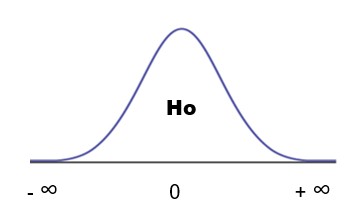 Ho
- ∞ 0 + ∞